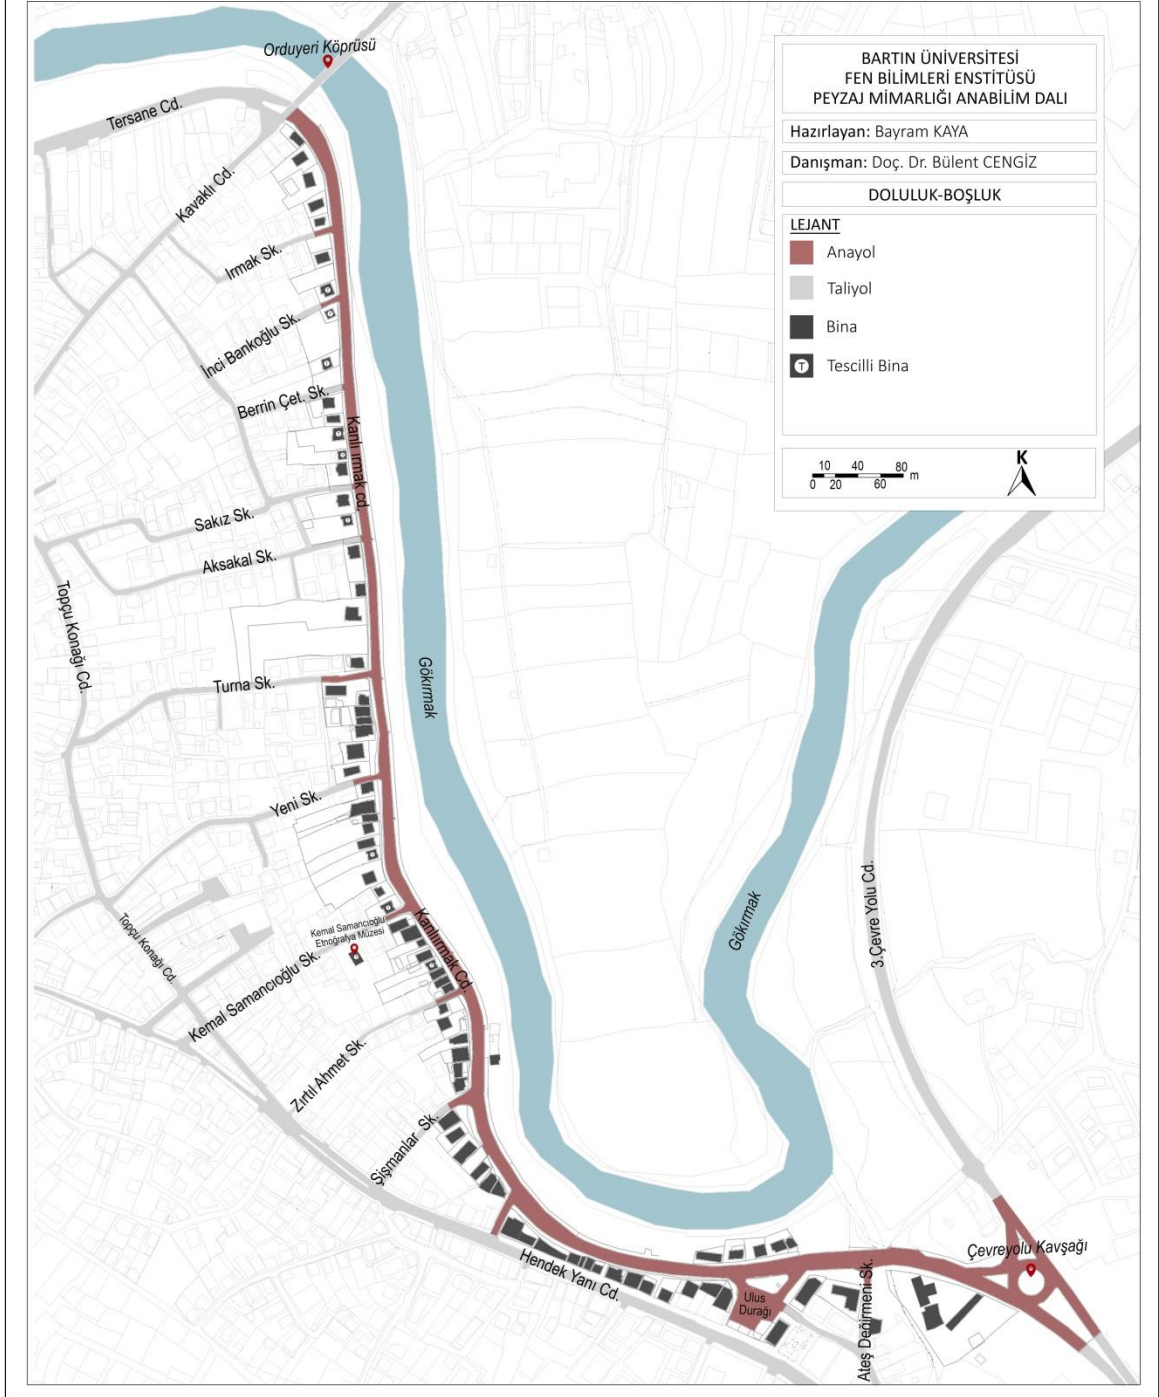 Orduyeri Köprüsü
Tersane Cd.
Kavaklı Cd.
Irmak Sk.
İnci Bankoğlu Sk.
Berrin Çet. Sk.
Kanlı ırmak cd.
Sakız Sk.
Aksakal Sk.
Topçu Konağı Cd.
Turna Sk.
Gökırmak
Yeni Sk.
Topçu Konağı Cd.
Kemal Samancıoğlu
Etnoğrafya Müzesi
Kanlıırmak Cd.
Kemal Samancıoğlu Sk.
Zırtıl Ahmet Sk.
Şişmanlar Sk.
Hendek Yanı Cd.
Gökırmak
3.Çevre Yolu Cd.
Ulus
Durağı
Ateş Değirmeni Sk.
Çevreyolu Kavşağı
BARTIN ÜNİVERSİTESİ
FEN BİLİMLERİ ENSTİTÜSÜ
PEYZAJ MİMARLIĞI ANABİLİM DALI
Hazırlayan: Bayram KAYA
Danışman: Doç. Dr. Bülent CENGİZ
DOLULUK-BOŞLUK
LEJANT
Anayol
Taliyol
Bina
T Tescilli Bina
10 40 80
m
0 20 60
K